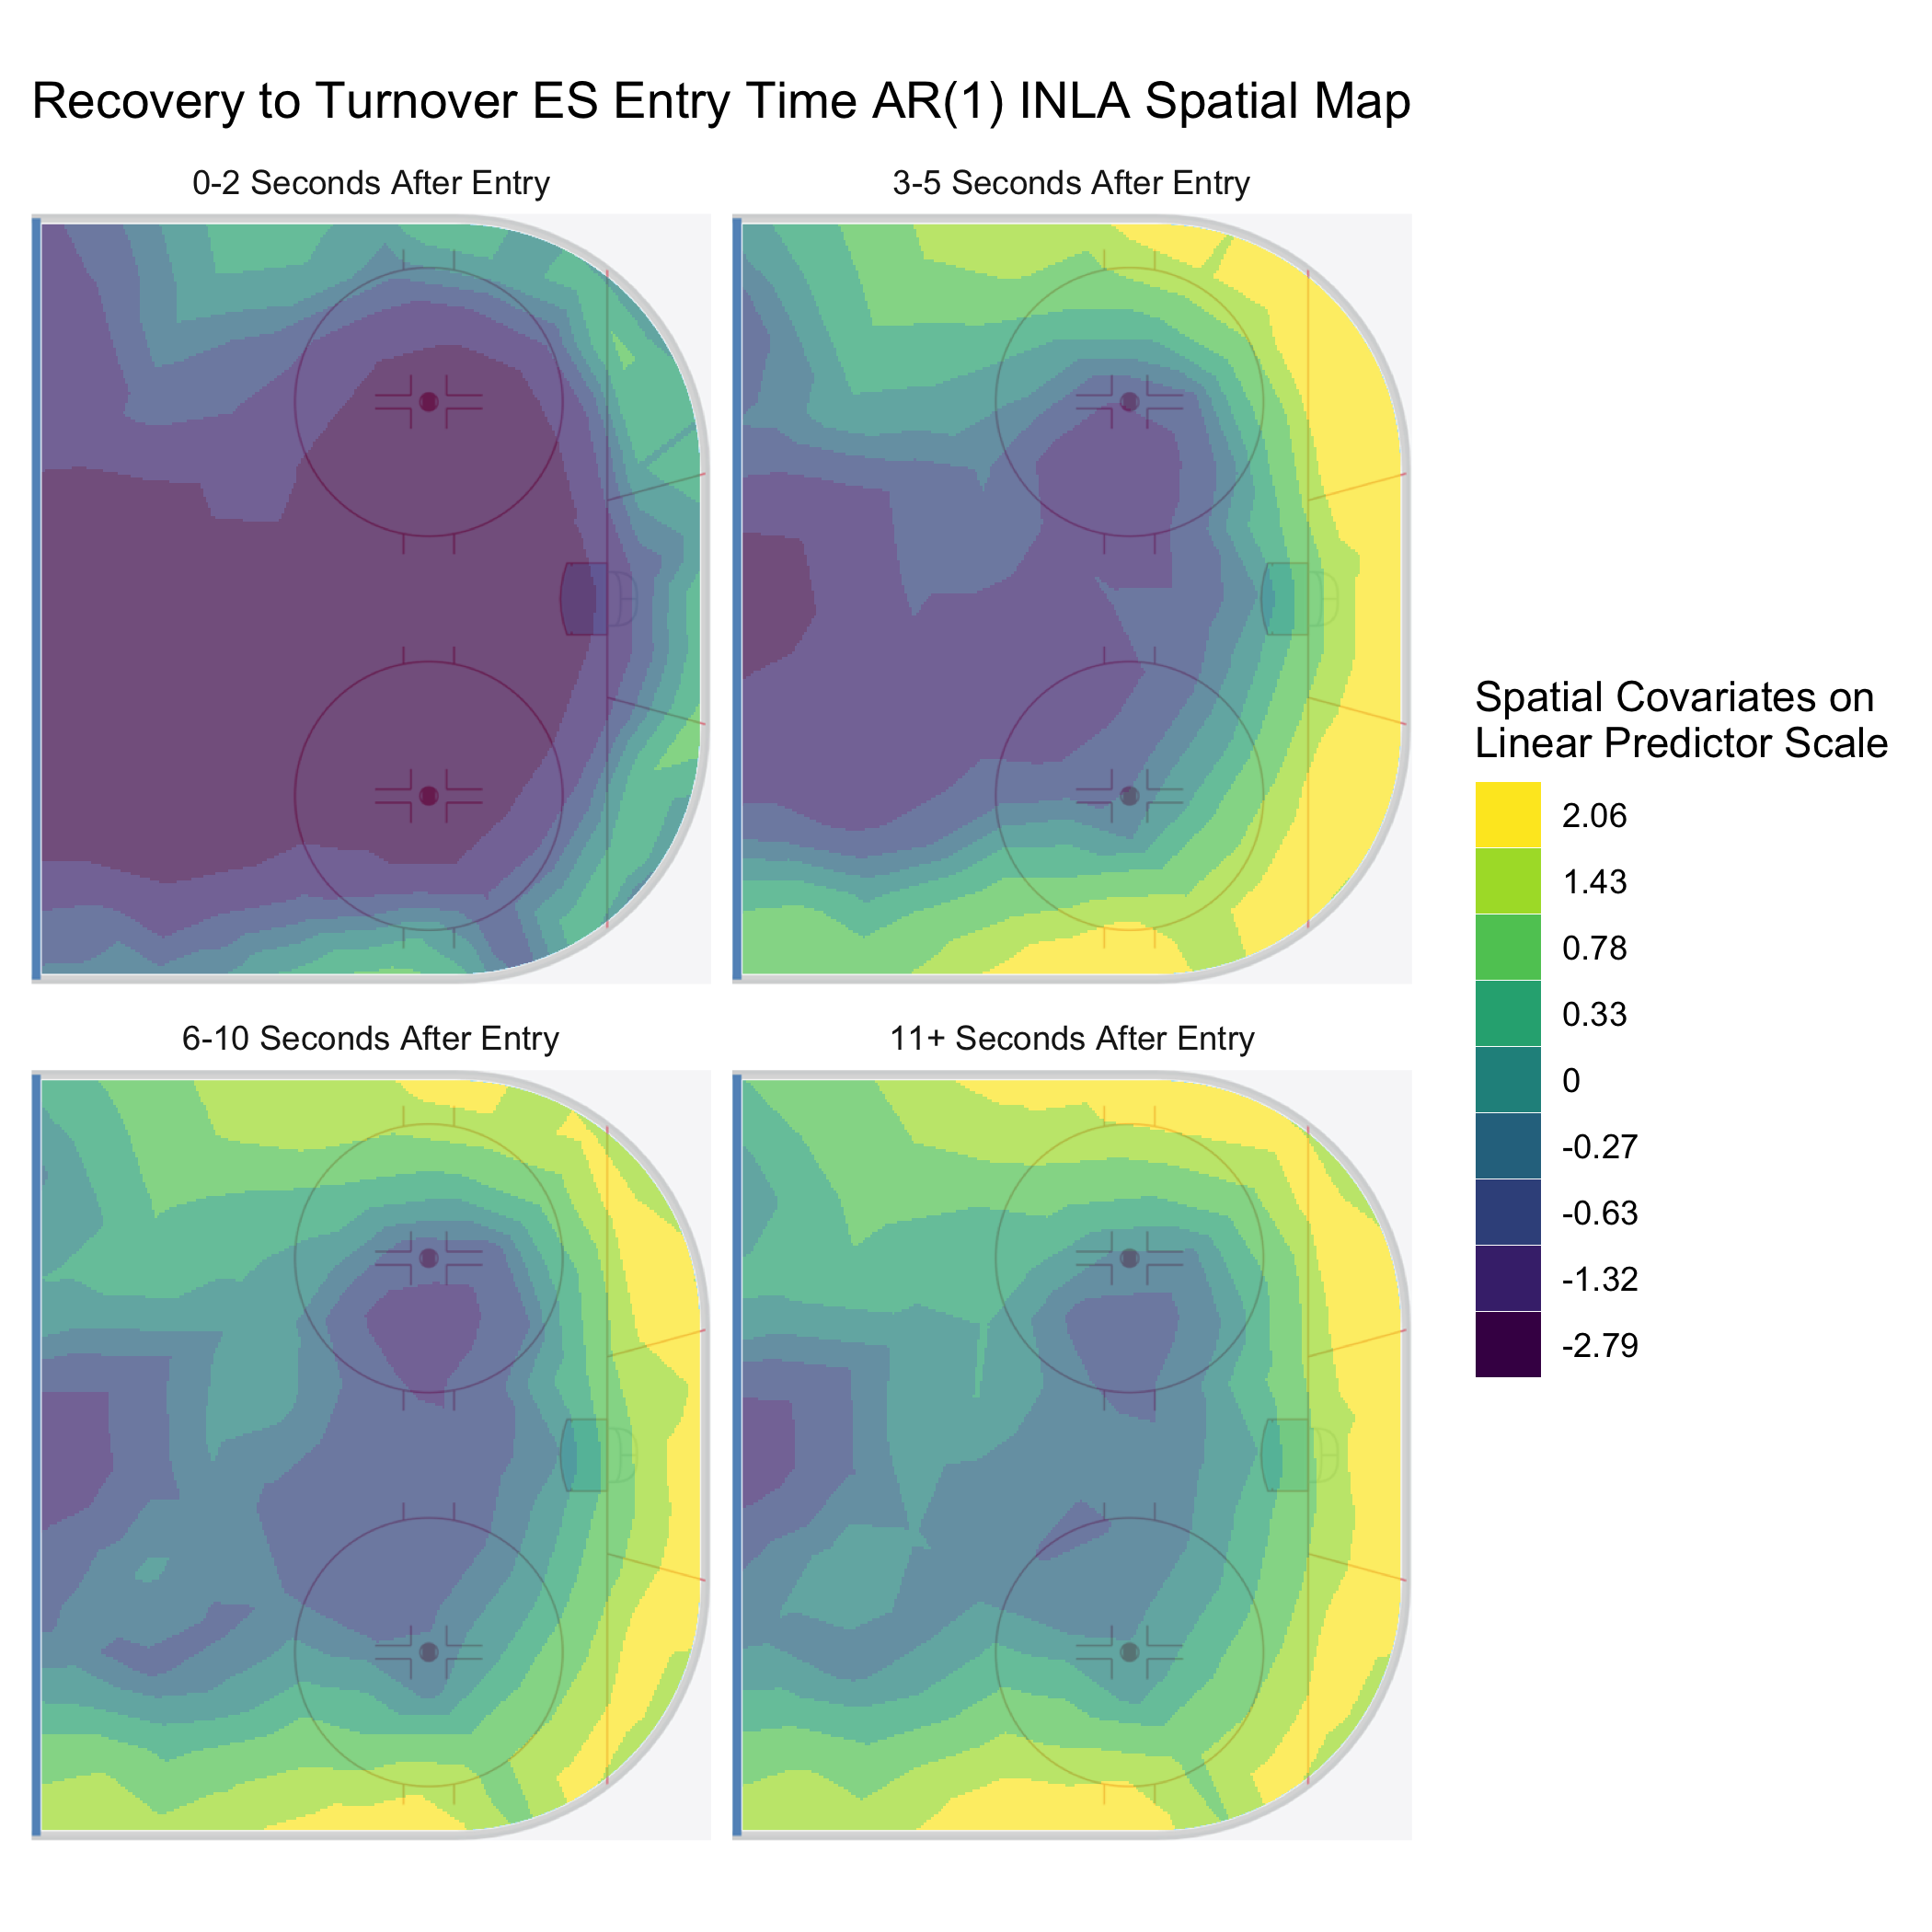 Recovery to Turnover ES Entry Time AR(1) INLA Spatial Map
0-2 Seconds After Entry
3-5 Seconds After Entry
6-10 Seconds After Entry
11+ Seconds After Entry
Spatial Covariates on
Linear Predictor Scale
2.06
1.43
0.78
0.33
0
-0.27
-0.63
-1.32
-2.79